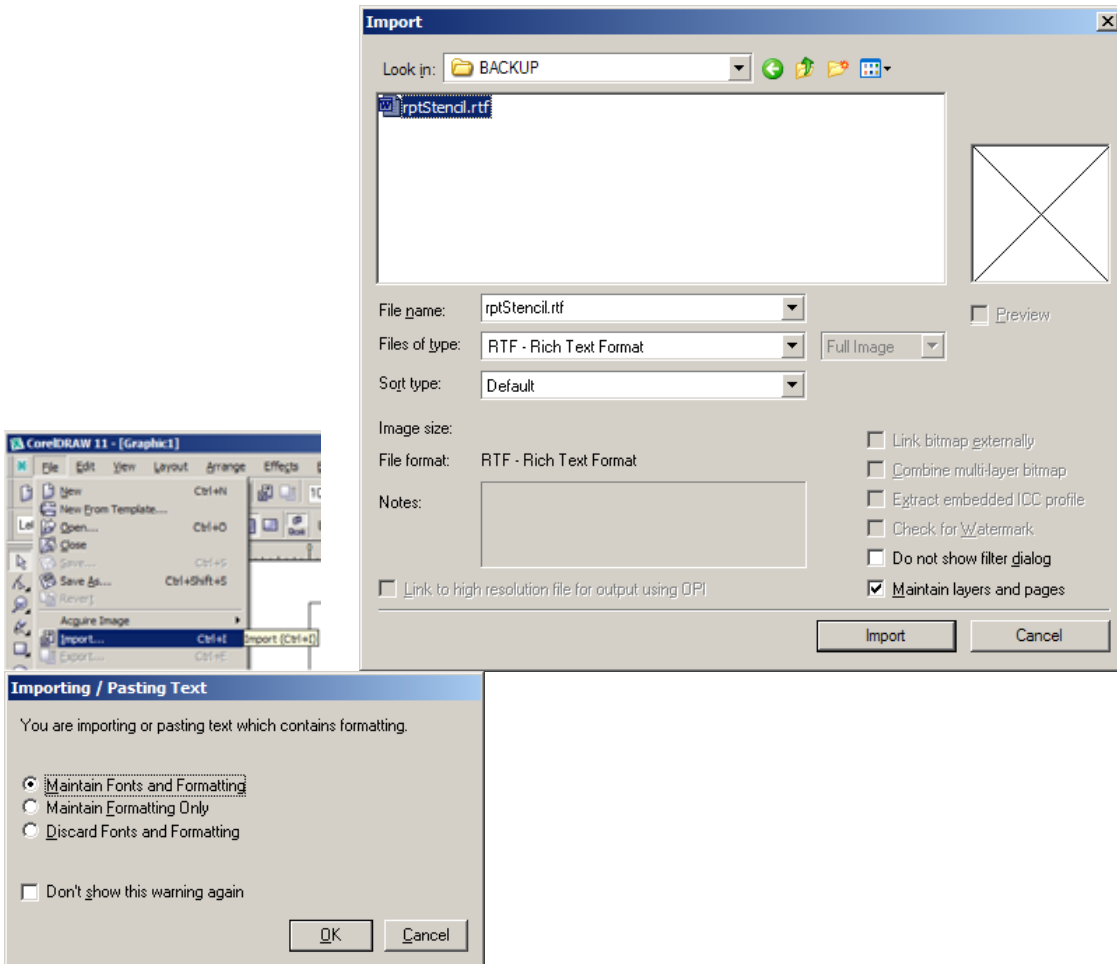 Import
Look in: BACKUP
rptStencil.rtf
File name: rptStencil.rtf
Preview
Files of type: RTF - Rich Text Format Full Image
Sort type: Default
Image size:
File format: RTF - Rich Text Format
Notes:
Link bitmap externally
Combine multi-layer bitmap
Extract embedded ICC profile
Check for Watermark
Do not show filter dialog
Link to high resolution file for output using OPI
Maintain layers and pages
Import Cancel
CorelDRAW 11 - [Graphic1]
File Edit View Layout Arrange Effects
New Ctrl+N
New From Template...
Open... Ctrl+O
Close
Save... Ctrl+S
Save As... Ctrl+Shift+S
Revert
Acquire Image
Import... Ctrl+I Import (Ctrl+I)
Export... Ctrl+E
Importing / Pasting Text
You are importing or pasting text which contains formatting.
Maintain Fonts and Formatting
Maintain Formatting Only
Discard Fonts and Formatting
Don't show this warning again
OK Cancel